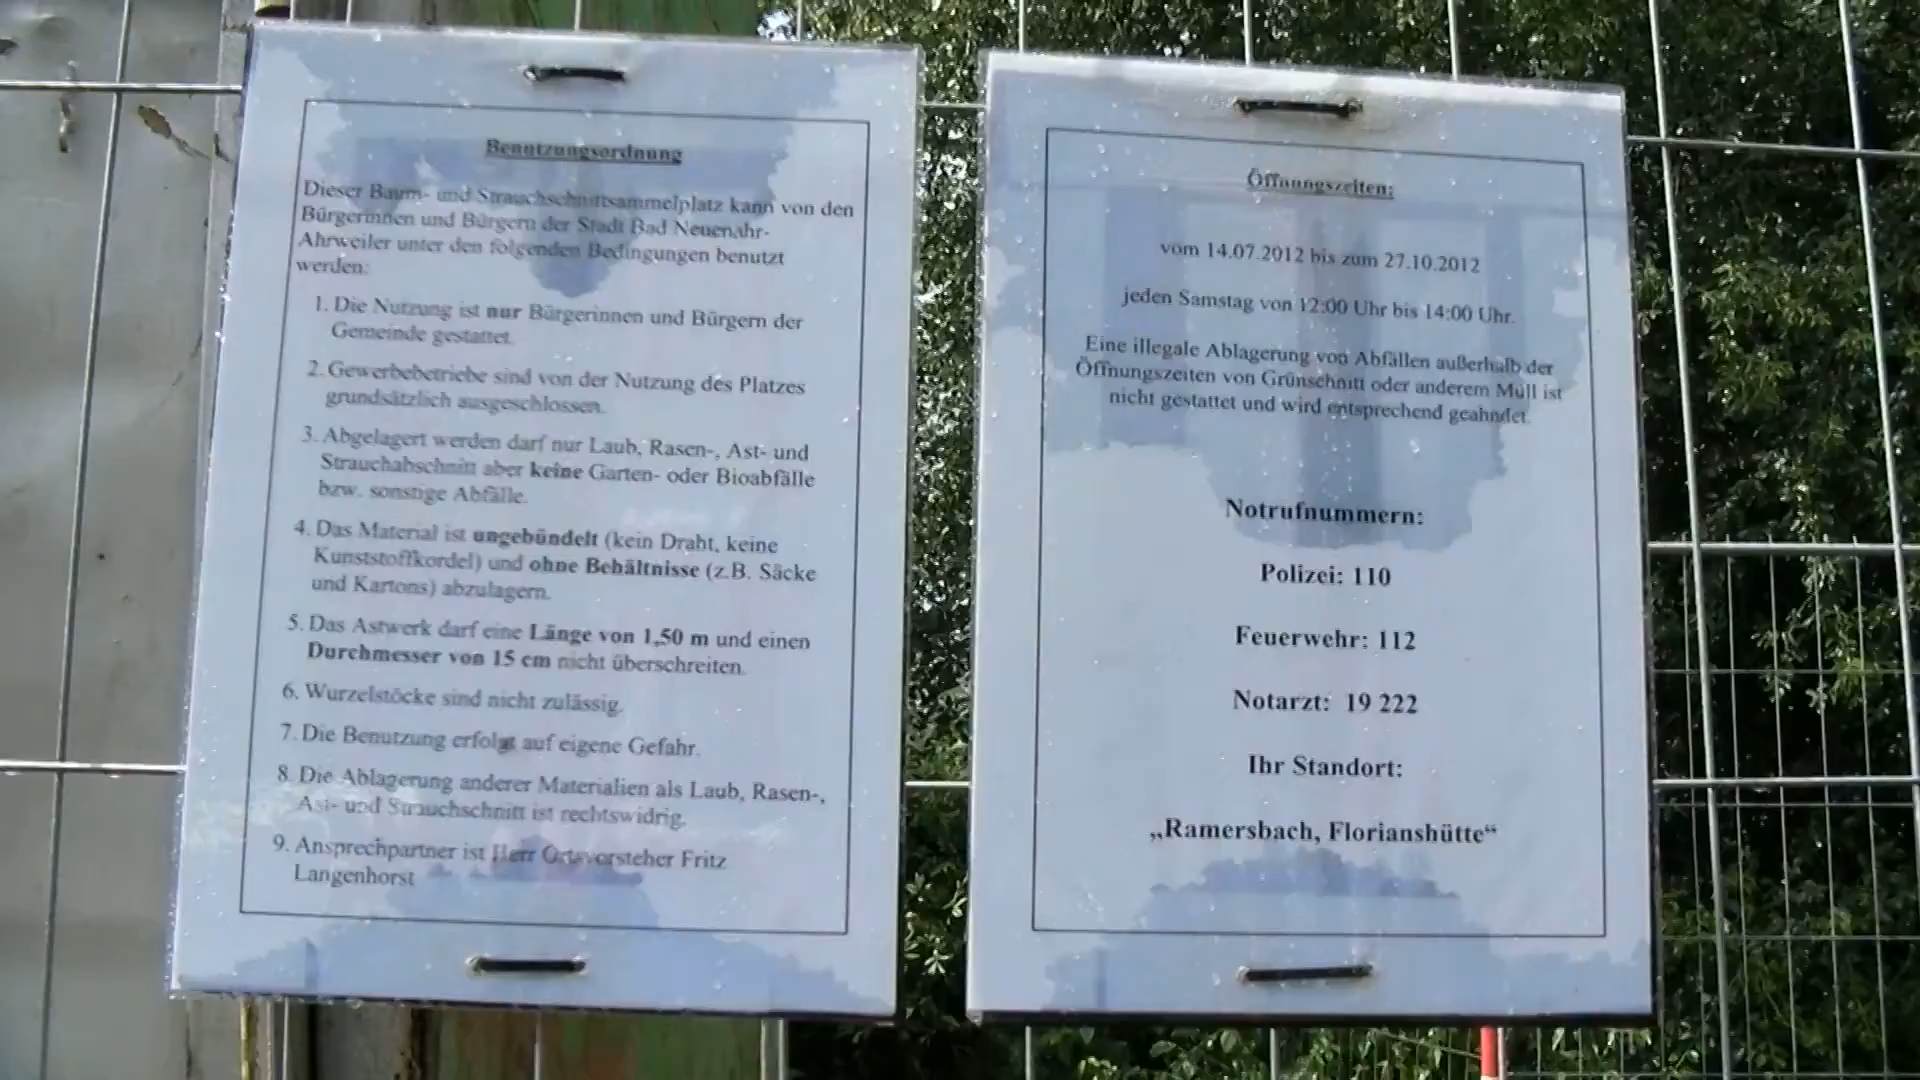 Benutzungsordnung
Dieser Baum- und Strauchschnittsammelplatz kann von den
Bürgerinnen und Bürgern der Stadt Bad Neuenahr-
Ahrweiler unter den folgenden Bedingungen benutzt
werden:
1. Die Nutzung ist nur Bürgerinnen und Bürgern der
Gemeinde gestattet.
2. Gewerbebetriebe sind von der Nutzung des Platzes
grundsätzlich ausgeschlossen.
3. Abgelagert werden darf nur Laub, Rasen-, Ast- und
Strauchabschnitt aber keine Garten- oder Bioabfälle
bzw. sonstige Abfälle.
4. Das Material ist ungebündelt (kein Draht, keine
Kunststoffkordel) und ohne Behältnisse (z.B. Säcke
und Kartons) abzulagern.
5. Das Astwerk darf eine Länge von 1,50 m und einen
Durchmesser von 15 cm nicht überschreiten.
6. Wurzelstöcke sind nicht zulässig.
7. Die Benutzung erfolgt auf eigene Gefahr.
8. Die Ablagerung anderer Materialien als Laub, Rasen-,
Ast- und Strauchschnitt ist rechtswidrig.
9. Ansprechpartner ist Herr Ortsvorsteher Fritz
Langenhorst
Öffnungszeiten:
vom 14.07.2012 bis zum 27.10.2012
jeden Samstag von 12:00 Uhr bis 14:00 Uhr.
Eine illegale Ablagerung von Abfällen außerhalb der
Öffnungszeiten von Grünschnitt oder anderem Müll ist
nicht gestattet und wird entsprechend geahndet.
Notrufnummern:
Polizei: 110
Feuerwehr: 112
Notarzt: 19 222
Ihr Standort:
„Ramersbach, Florianshütte“